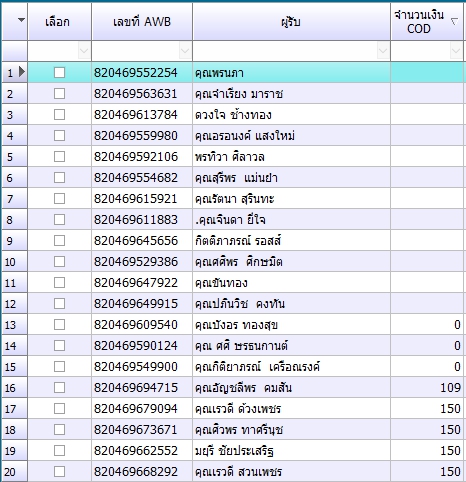 เลือก เลขที่ AWB ผู้รับ จำนวนเงิน COD
1 820469552254 คุณพรนภา
2 820469563631 คุณจำเรียง มาราช
3 820469613784 ดวงใจ ช้างทอง
4 820469559980 คุณอรอนงค์ แสงใหม่
5 820469592106 พรทิวา ศิลาวล
6 820469554682 คุณสุริพร แม่นยำ
7 820469615921 คุณรัตนา สุรินทะ
8 820469611883 .คุณจินดา ยี่ใจ
9 820469645656 กิตติภาภรณ์ รอสส์
10 820469529386 คุณศศิพร ศึกษมิต
11 820469647922 คุณขันทอง
12 820469649915 คุณปภินวิช คงทัน
13 820469609540 คุณบังอร ทองสุข 0
14 820469590124 คุณ ศศิ ษรธนกานต์ 0
15 820469549900 คุณกิติยาภรณ์ เครือณรงค์ 0
16 820469694715 คุณอัญชลีพร คมสัน 109
17 820469679094 คุณเรวดี ด้วงเพชร 150
18 820469673671 คุณศิวพร ทาศรีนุช 150
19 820469662552 มยุรี ชัยประเสริฐ 150
20 820469668292 คุณเรวดี สวนเพชร 150